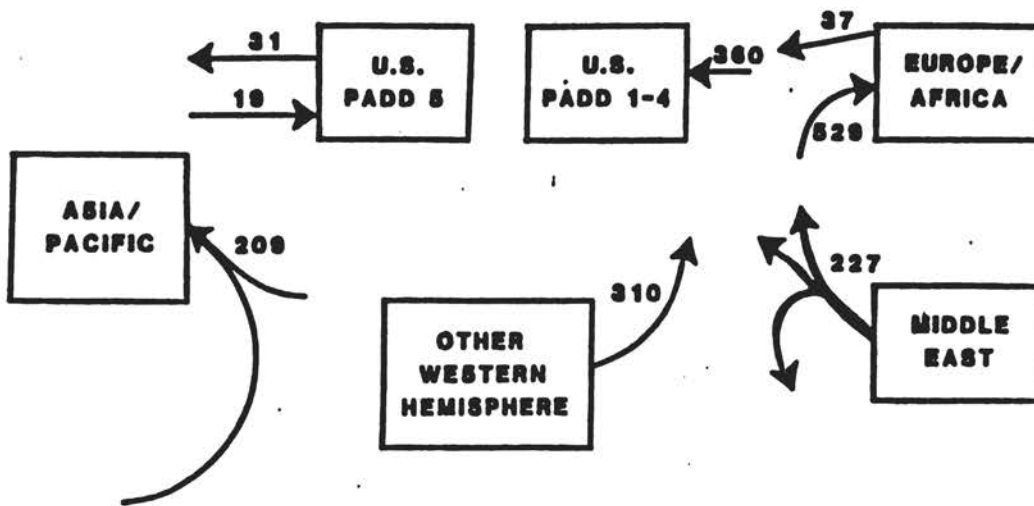 31
19
U.S.
PADD 5
U.S.
PADD 1-4
360
37
529
EUROPE/
AFRICA
ASIA/
PACIFIC
209
310
OTHER
WESTERN
HEMISPHERE
227
MIDDLE
EAST